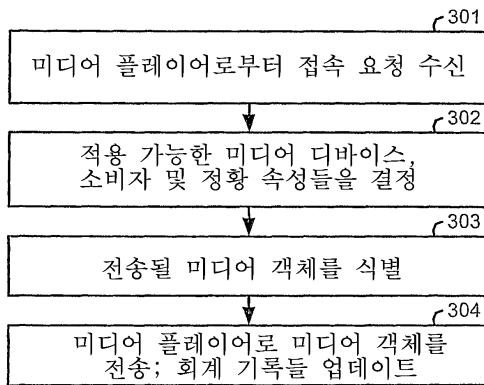 301
미디어 플레이어로부터 접속 요청 수신
302
적용 가능한 미디어 디바이스,
소비자 및 정황 속성들을 결정
303
전송될 미디어 객체를 식별
304
미디어 플레이어로 미디어 객체를
전송; 회계 기록들 업데이트